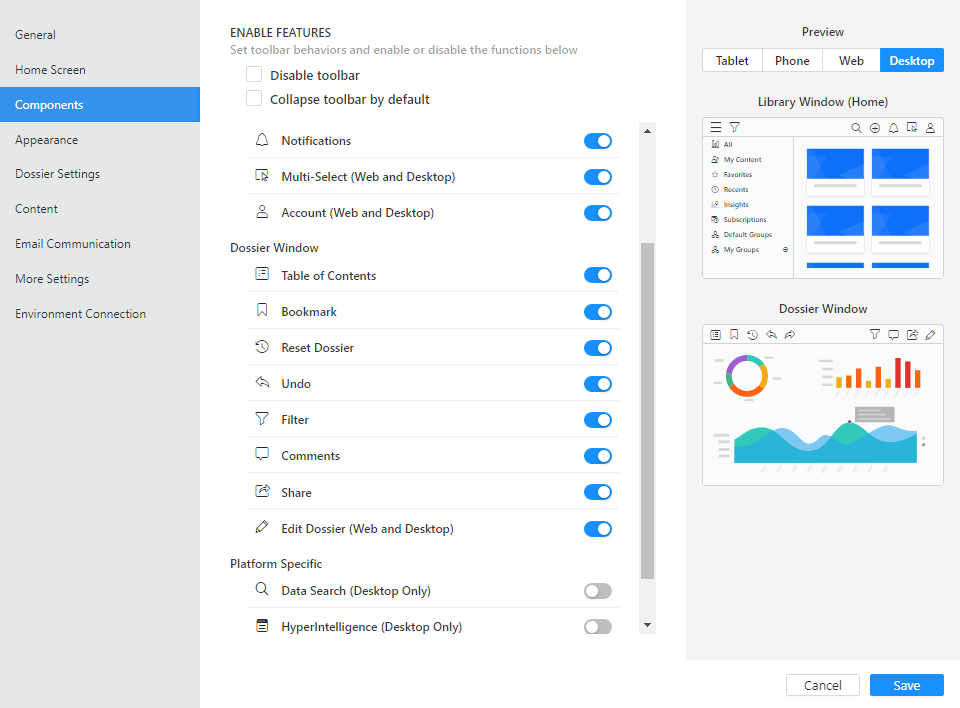 General
Home Screen
Components
Appearance
Dossier Settings
Content
Email Communication
More Settings
Environment Connection
ENABLE FEATURES
Set toolbar behaviors and enable or disable the functions below
Disable toolbar
Collapse toolbar by default
Notifications
Multi-Select (Web and Desktop)
Account (Web and Desktop)
Dossier Window
Table of Contents
Bookmark
Reset Dossier
Undo
Filter
Comments
Share
Edit Dossier (Web and Desktop)
Platform Specific
Data Search (Desktop Only)
HyperIntelligence (Desktop Only)
Preview
Tablet Phone Web Desktop
Library Window (Home)
All
My Content
Favorites
Recents
Insights
Subscriptions
Default Groups
My Groups
Dossier Window
Cancel Save